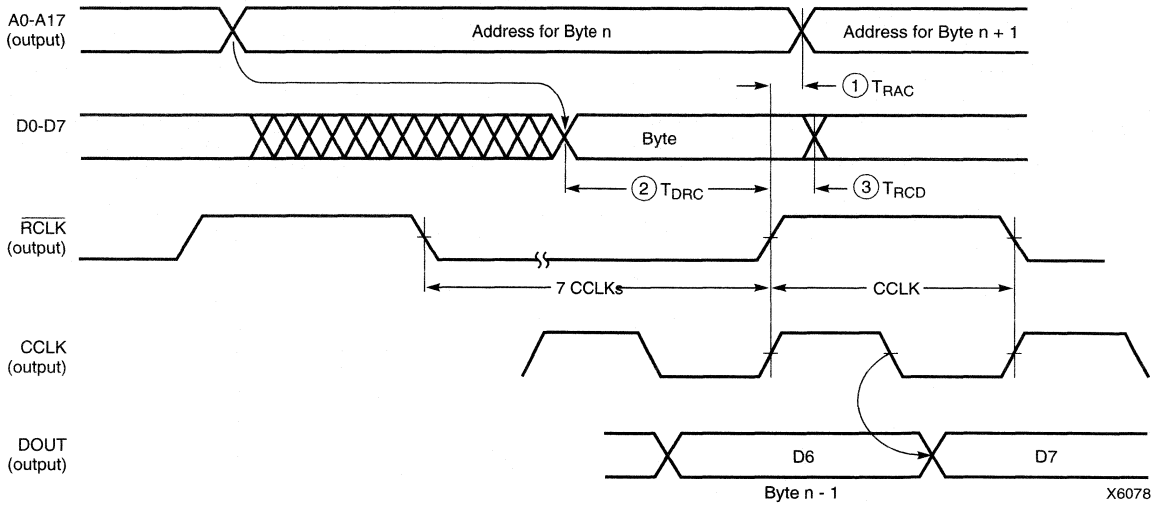 A0-A17
(output)
Address for Byte n
Address for Byte n + 1
1 TRAC
D0-D7
Byte
2 TDRC
3 TRCD
RCLK
(output)
7 CCLKs
CCLK
CCLK
(output)
DOUT
(output)
D6
D7
Byte n - 1
X6078